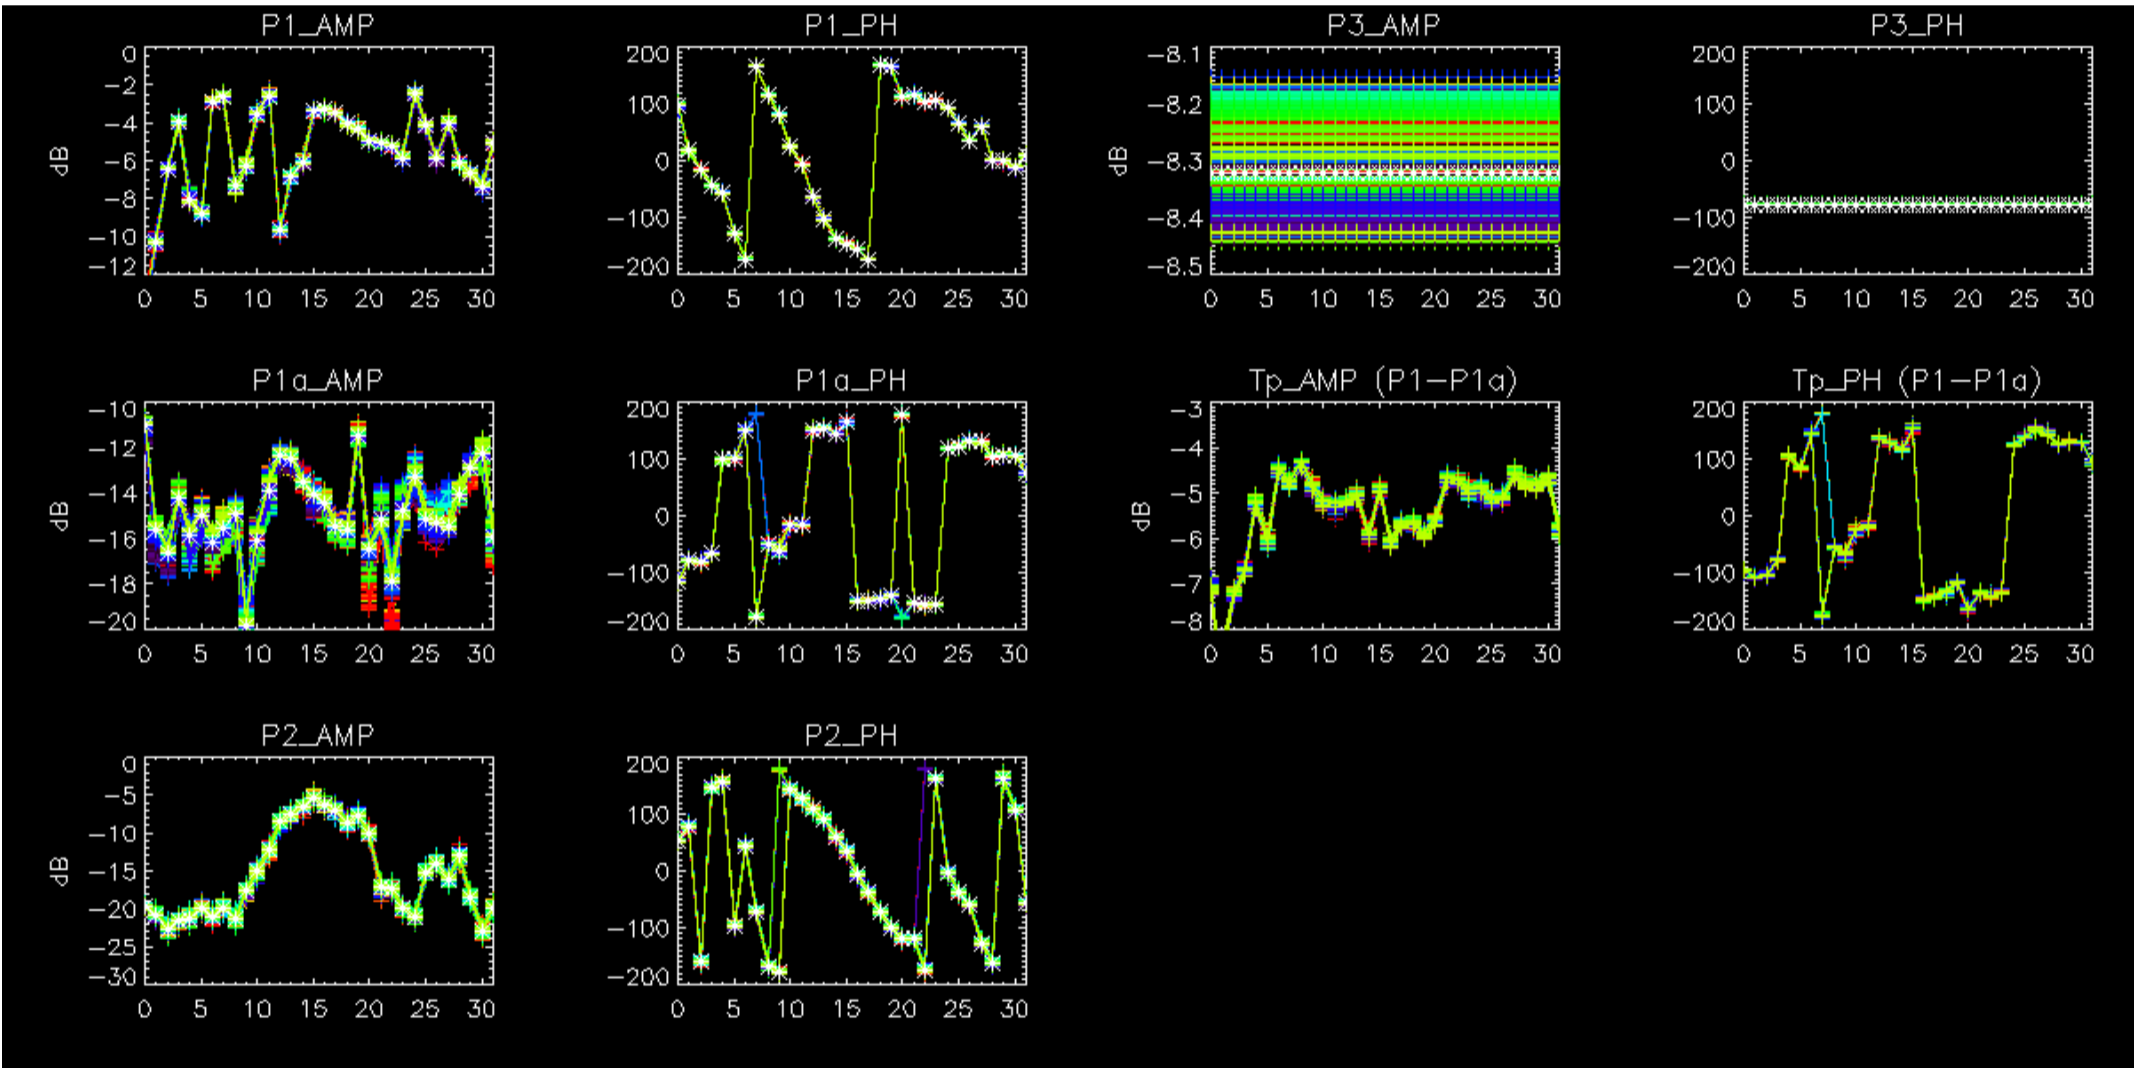 P1_AMP
dB
0
−2
−4
−6
−8
−10
−12
0 5 10 15 20 25 30
P1_PH
200
100
0
−100
−200
0 5 10 15 20 25 30
P3_AMP
dB
−8.1
−8.2
−8.3
−8.4
−8.5
0 5 10 15 20 25 30
P3_PH
200
100
0
−100
−200
0 5 10 15 20 25 30
P1a_AMP
dB
−10
−12
−14
−16
−18
−20
0 5 10 15 20 25 30
P1a_PH
200
100
0
−100
−200
0 5 10 15 20 25 30
Tp_AMP (P1−P1a)
dB
−3
−4
−5
−6
−7
−8
0 5 10 15 20 25 30
Tp_PH (P1−P1a)
200
100
0
−100
−200
0 5 10 15 20 25 30
P2_AMP
dB
0
−5
−10
−15
−20
−25
−30
0 5 10 15 20 25 30
P2_PH
200
100
0
−100
−200
0 5 10 15 20 25 30